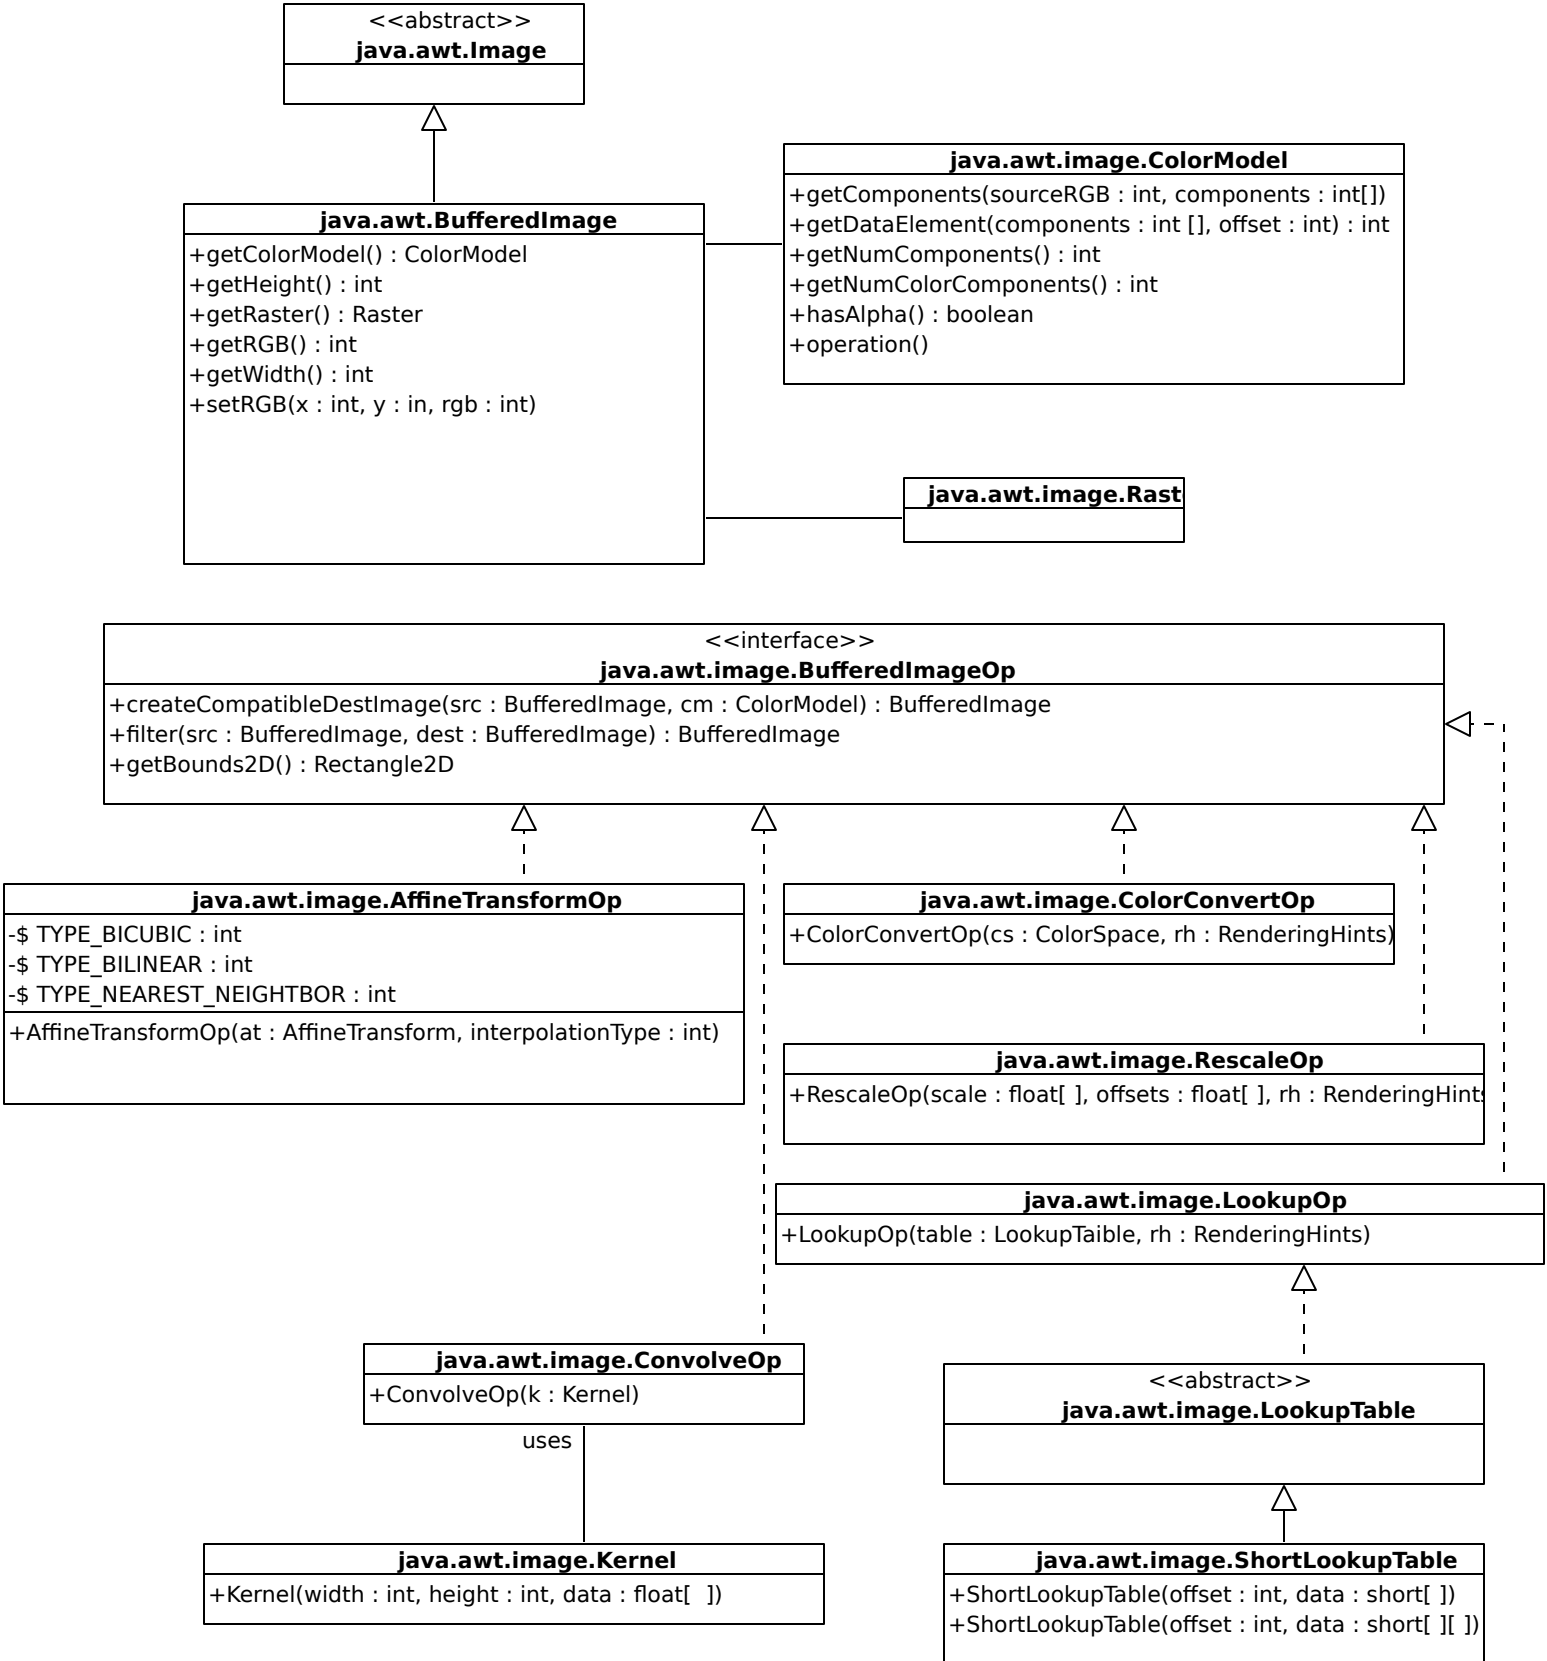 <<abstract>>
java.awt.Image
java.awt.image.ColorModel
+getComponents(sourceRGB : int, components : int[])
+getDataElement(components : int [], offset : int) : int
+getNumComponents() : int
+getNumColorComponents() : int
+hasAlpha() : boolean
+operation()
java.awt.BufferedImage
+getColorModel() : ColorModel
+getHeight() : int
+getRaster() : Raster
+getRGB() : int
+getWidth() : int
+setRGB(x : int, y : in, rgb : int)
java.awt.image.Rast
<<interface>>
java.awt.image.BufferedImageOp
+createCompatibleDestImage(src : BufferedImage, cm : ColorModel) : BufferedImage
+filter(src : BufferedImage, dest : BufferedImage) : BufferedImage
+getBounds2D() : Rectangle2D
java.awt.image.AffineTransformOp
-$ TYPE_BICUBIC : int
-$ TYPE_BILINEAR : int
-$ TYPE_NEAREST_NEIGHTBOR : int
+AffineTransformOp(at : AffineTransform, interpolationType : int)
java.awt.image.ColorConvertOp
+ColorConvertOp(cs : ColorSpace, rh : RenderingHints)
java.awt.image.RescaleOp
+RescaleOp(scale : float[ ], offsets : float[ ], rh : RenderingHints
java.awt.image.LookupOp
+LookupOp(table : LookupTaible, rh : RenderingHints)
java.awt.image.ConvolveOp
+ConvolveOp(k : Kernel)
uses
<<abstract>>
java.awt.image.LookupTable
java.awt.image.Kernel
+Kernel(width : int, height : int, data : float[  ])
java.awt.image.ShortLookupTable
+ShortLookupTable(offset : int, data : short[ ])
+ShortLookupTable(offset : int, data : short[ ][ ])